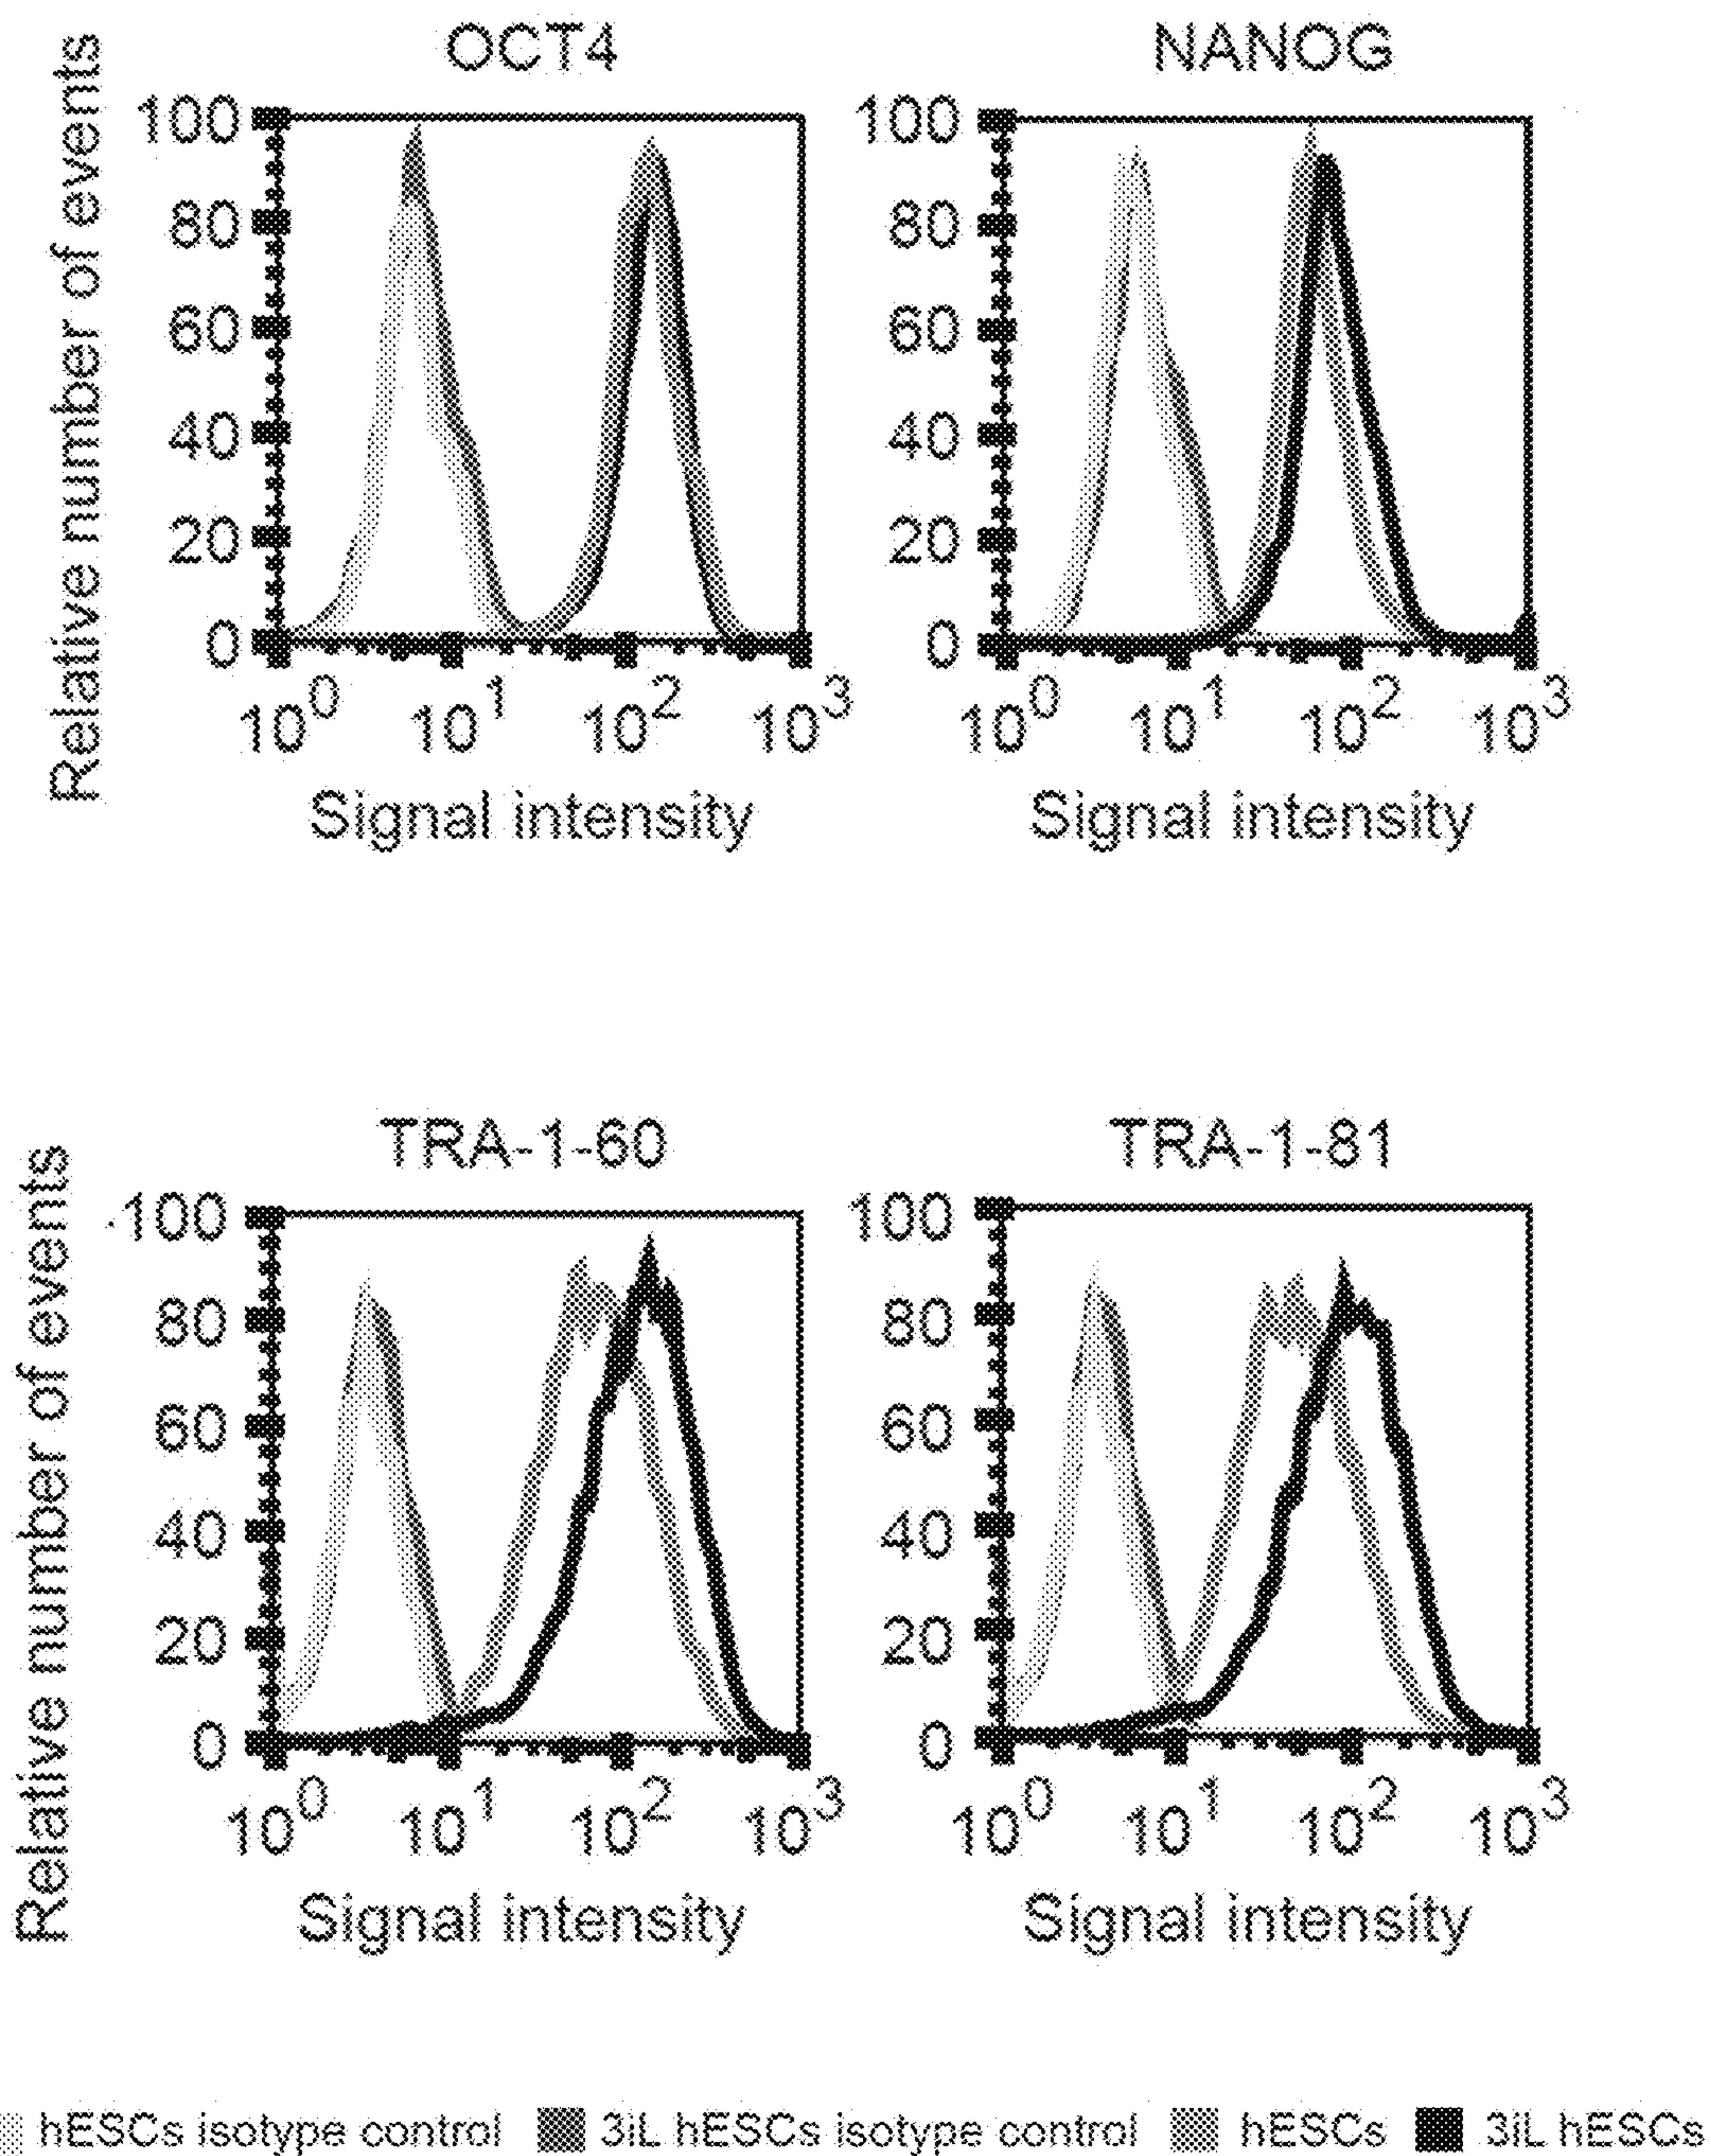 OCT4
NANOG
Relative number of events
100
80
60
40
20
0
10^0 10^1 10^2 10^3
Signal intensity
100
80
60
40
20
0
10^0 10^1 10^2 10^3
Signal intensity
TRA-1-60
TRA-1-81
Relative number of events
100
80
60
40
20
0
10^0 10^1 10^2 10^3
Signal intensity
100
80
60
40
20
0
10^0 10^1 10^2 10^3
Signal intensity
hESCs isotype control 3iL hESCs isotype control hESCs 3iL hESCs